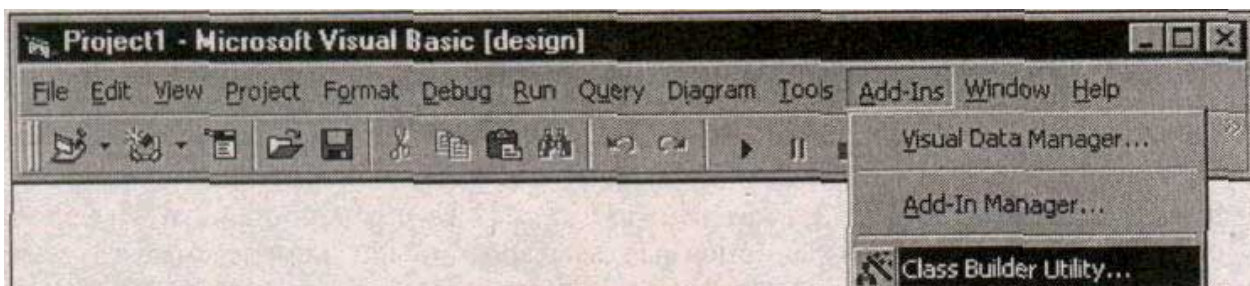 Project1 - Microsoft Visual Basic [design]
File Edit View Project Format Debug Run Query Diagram Tools Add-Ins Window Help
Visual Data Manager...
Add-In Manager...
Class Builder Utility...